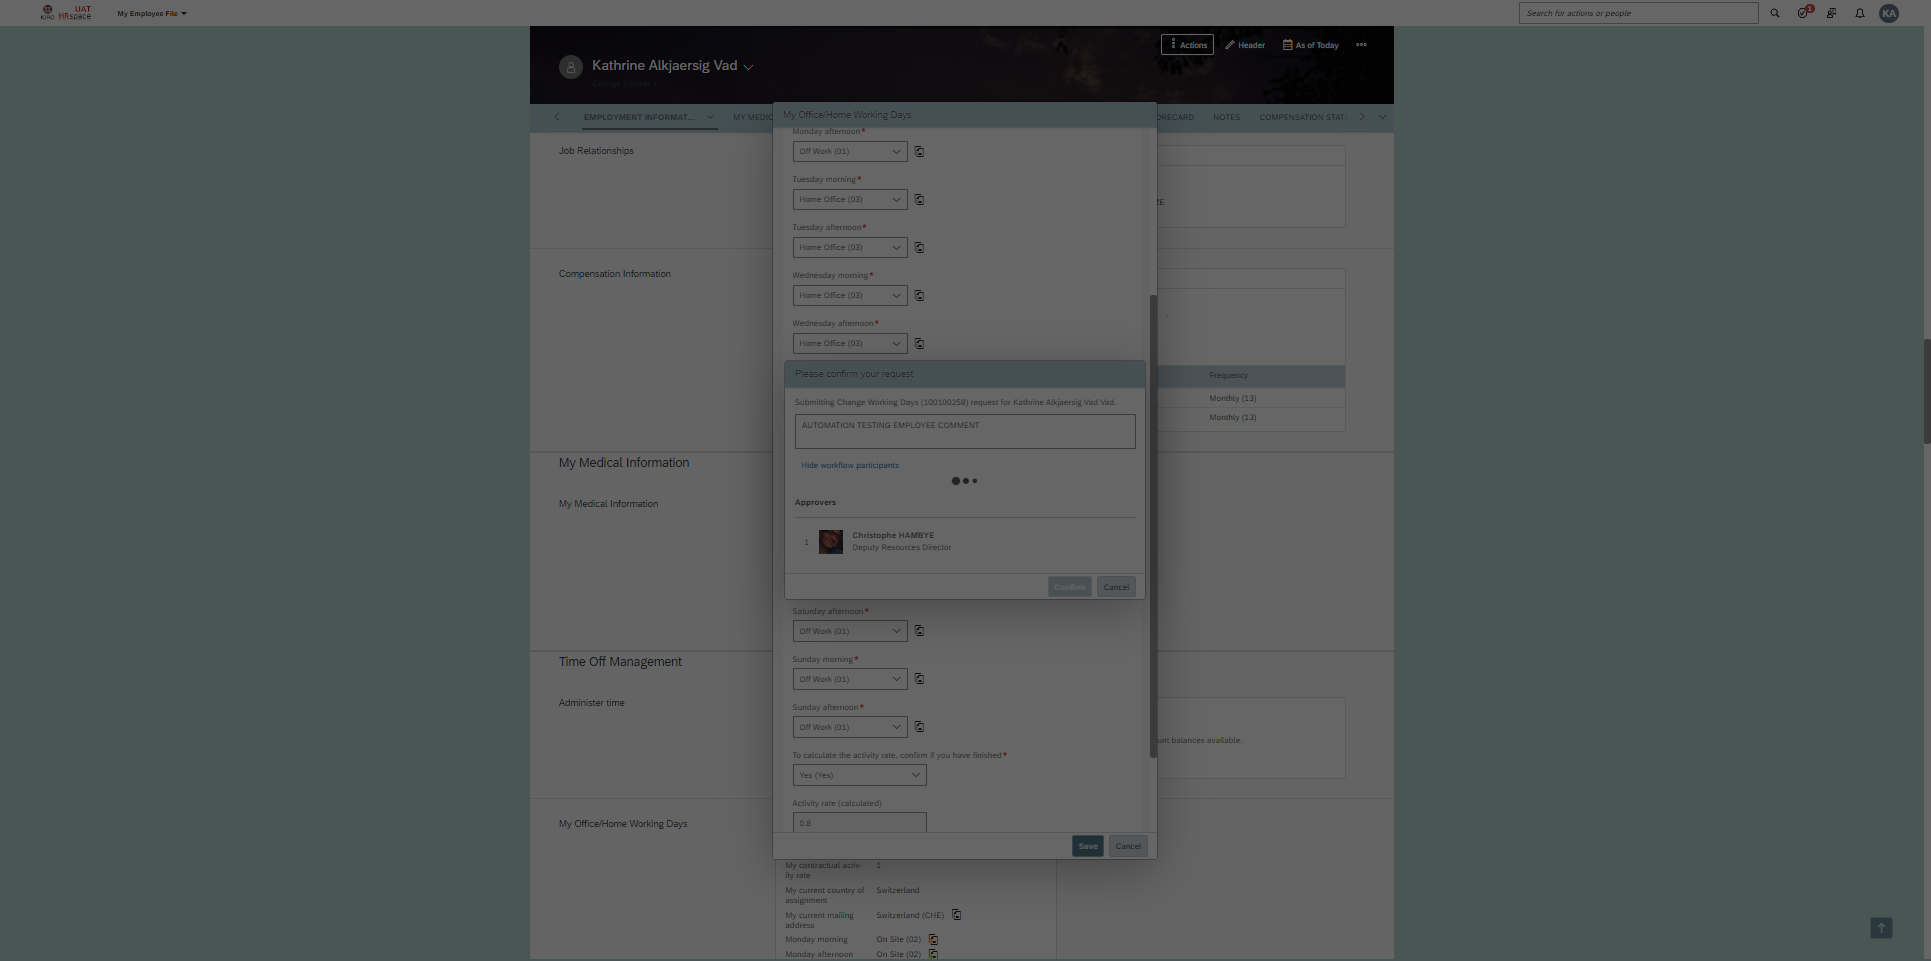 ICRC UAT HRspace
My Employee File
Search for actions or people
1
KA
Actions
Header
As of Today
Kathrine Alkjaersig Vad
EMPLOYMENT INFORMAT...
MY MEDIC
ORECARD
NOTES
COMPENSATION STAT
My Office/Home Working Days
Job Relationships
Monday afternoon*
Off Work (01)
Tuesday morning*
Home Office (03)
ZE
Tuesday afternoon*
Home Office (03)
Compensation Information
Wednesday morning*
Home Office (03)
Wednesday afternoon*
Home Office (03)
Please confirm your request
Frequency
Monthly (13)
Monthly (13)
Submitting Change Working Days (100100258) request for Kathrine Alkjaersig Vad Vad.
AUTOMATION TESTING EMPLOYEE COMMENT
Hide workflow participants
Approvers
1
Christophe HAMBYE
Deputy Resources Director
Confirm
Cancel
My Medical Information
My Medical Information
Saturday afternoon*
Off Work (01)
Sunday morning*
Off Work (01)
Time Off Management
Administer time
Sunday afternoon*
Off Work (01)
unt balances available.
To calculate the activity rate, confirm if you have finished*
Yes (Yes)
Activity rate (calculated)
0.8
My Office/Home Working Days
Save
Cancel
My contractual activ-
ity rate
1
My current country of
assignment
Switzerland
My current mailing
address
Switzerland (CHE)
Monday morning
On Site (02)
Monday afternoon
On Site (02)